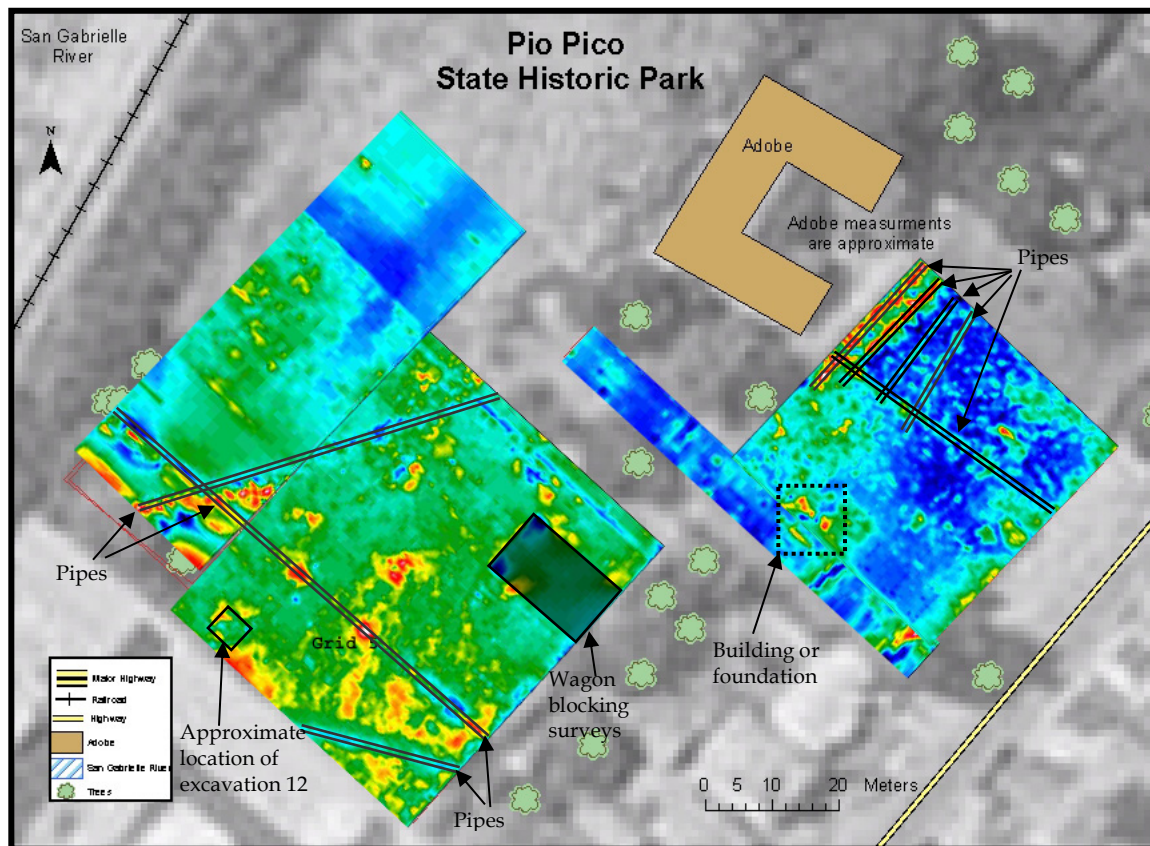 San Gabrielle
River
Pio Pico
State Historic Park
N
Adobe
Adobe measurments
are approximate
Pipes
Pipes
Grid 5
Building or
foundation
Wagon
blocking
surveys
Approximate
location of
excavation 12
Pipes
Major Highway
Railroad
Highway
Adobe
San Gabrielle River
Trees
0 5 10 20 Meters